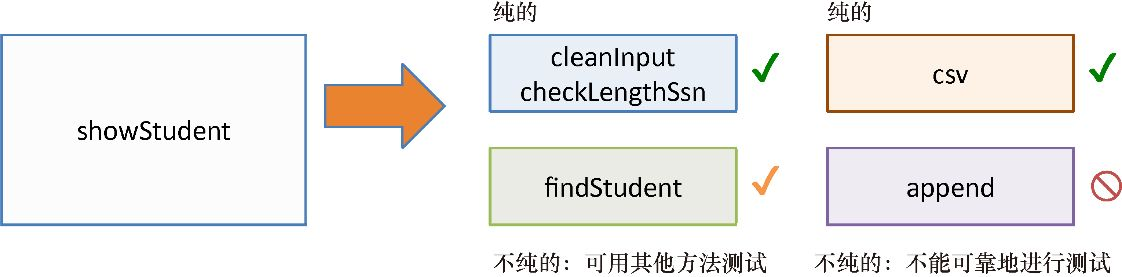 纯的
纯的
showStudent
cleanInput
checkLengthSsn
csv
findStudent
append
不纯的：可用其他方法测试
不纯的：不能可靠地进行测试